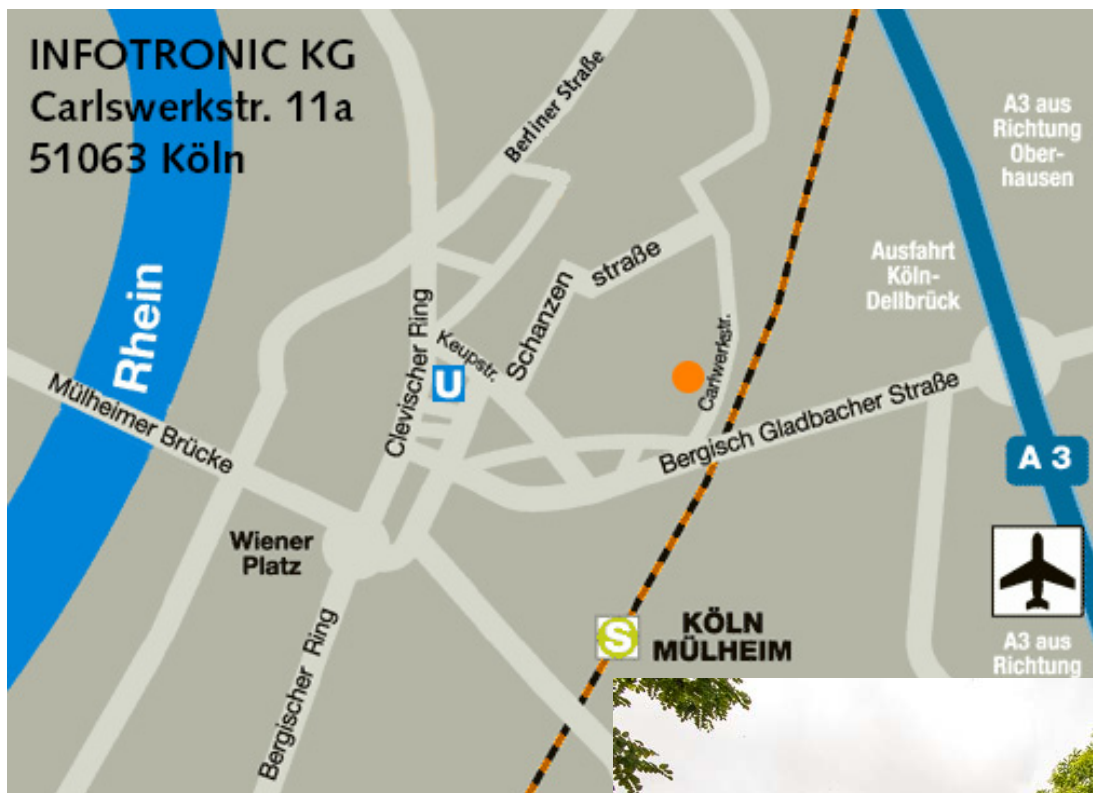 INFOTRONIC KG
Carlswerkstr. 11a
51063 Köln
Berliner Straße
A3 aus
Richtung
Ober-
hausen
Ausfahrt
Köln-
Dellbrück
Rhein
Schanzen
straße
Clevischer Ring
Keupstr.
U
Carlwerkstr.
Mülheimer Brücke
Bergisch Gladbacher Straße
A 3
Wiener
Platz
S
KÖLN
MÜLHEIM
Bergischer Ring
A3 aus
Richtung